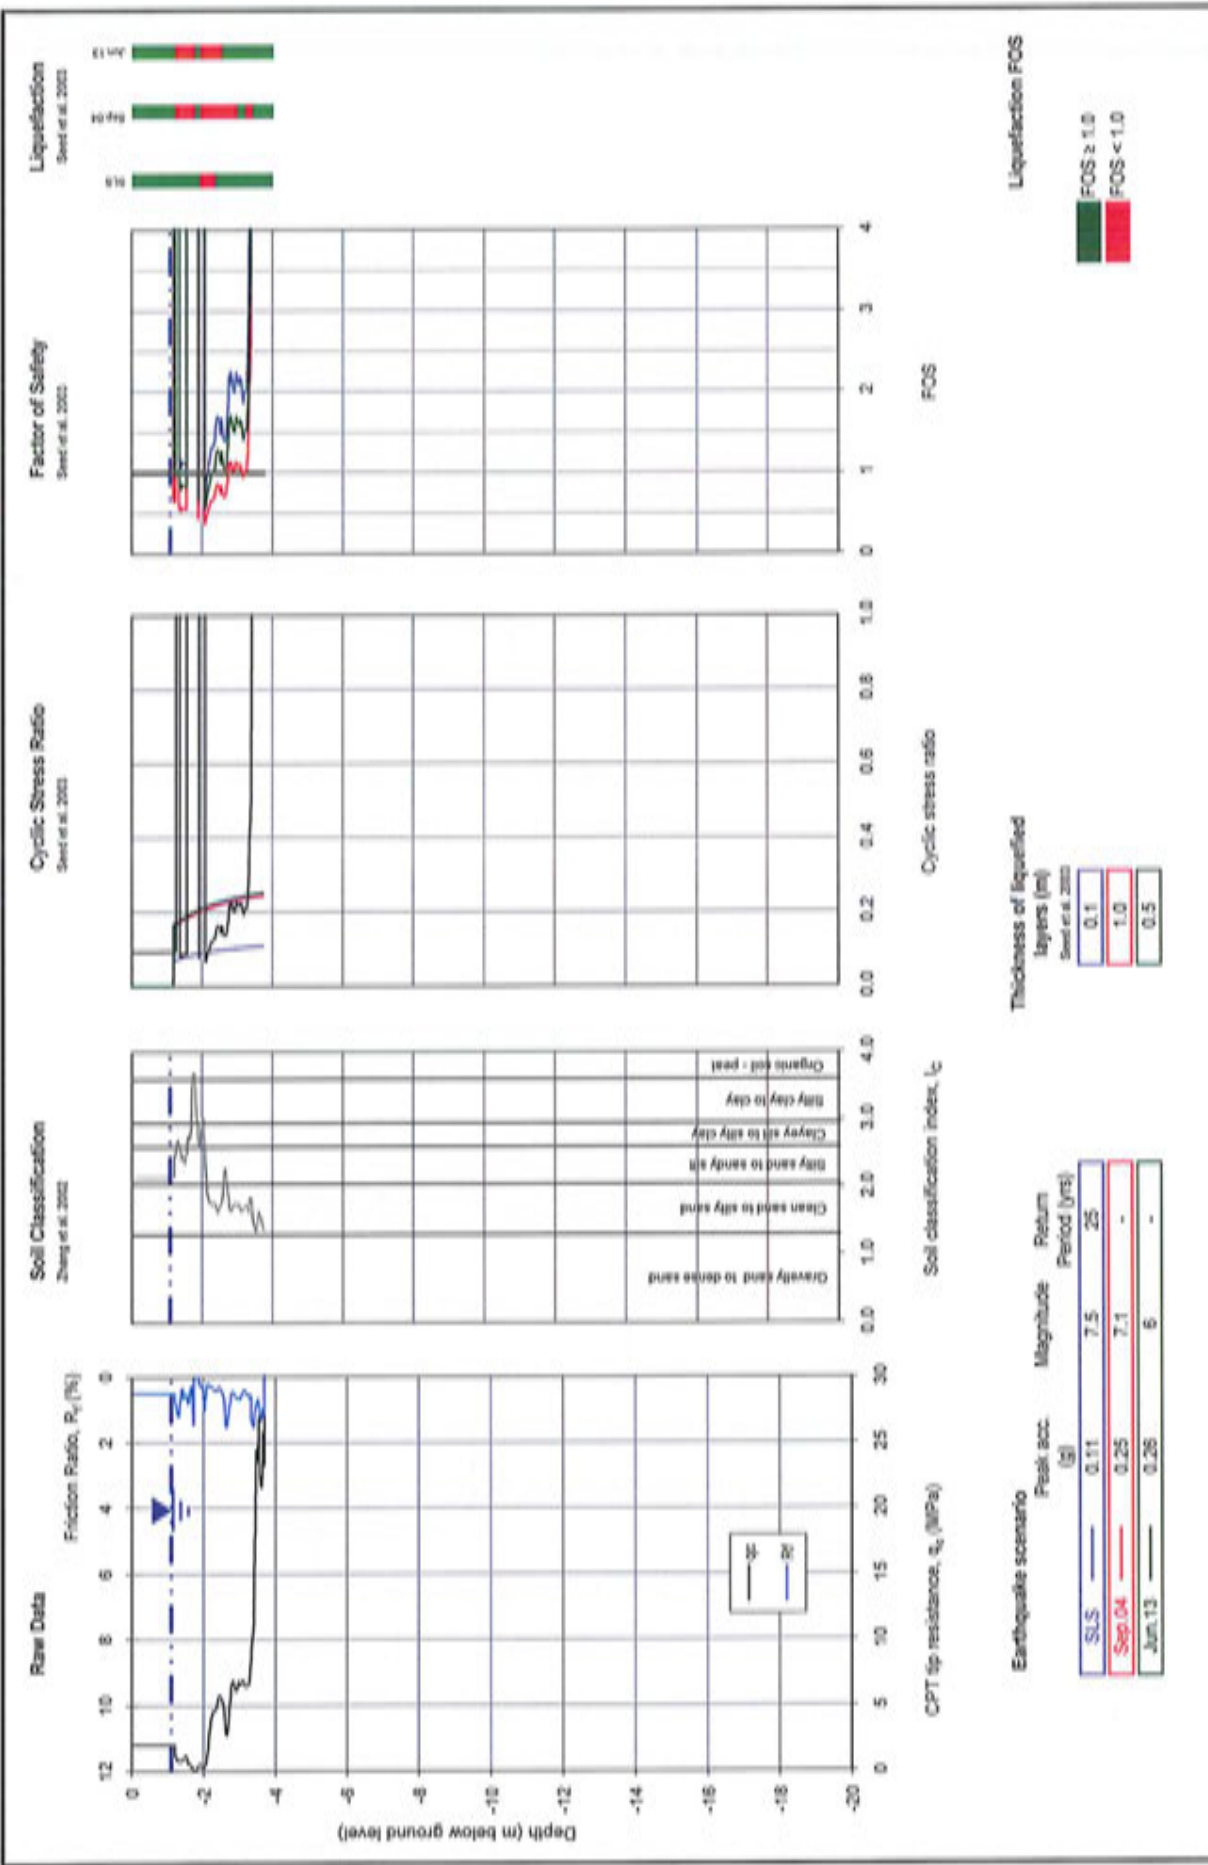 Raw Data
Friction Ratio, Rf (%)
12
10
8
6
4
2
0
0
-2
-4
-6
-8
-10
-12
-14
-16
-18
-20
Depth (m below ground level)
qc
Rf
0
5
10
15
20
25
30
CPT tip resistance, qc (MPa)
Soil Classification
Zhang et al. 2002
Gravelly sand to dense sand
Clean sand to silty sand
Silty sand to sandy silt
Clayey silt to silty clay
Silty clay to clay
Organic soil - peat
0.0
1.0
2.0
3.0
4.0
Soil classification index, IC
Cyclic Stress Ratio
Seed et al. 2003
0.0
0.2
0.4
0.6
0.8
1.0
Cyclic stress ratio
Factor of Safety
Seed et al. 2003
0
1
2
3
4
FOS
Liquefaction
Seed et al. 2003
SLS
Sep.04
Jun.13
Earthquake scenario
Peak acc. (g)
Magnitude
Return Period (yrs)
SLS 0.11 7.5 25
Sep.04 0.25 7.1 -
Jun.13 0.26 6 -
Thickness of liquefied
layers (m)
Seed et al. 2003
0.1
1.0
0.5
Liquefaction FOS
FOS ≥ 1.0
FOS < 1.0